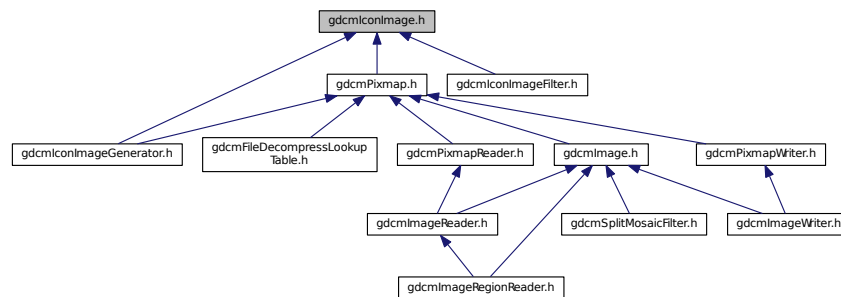 gdcmIconImage.h
gdcmPixmap.h
gdcmIconImageFilter.h
gdcmIconImageGenerator.h
gdcmFileDecompressLookup
Table.h
gdcmPixmapReader.h
gdcmImage.h
gdcmPixmapWriter.h
gdcmImageReader.h
gdcmSplitMosaicFilter.h
gdcmImageWriter.h
gdcmImageRegionReader.h